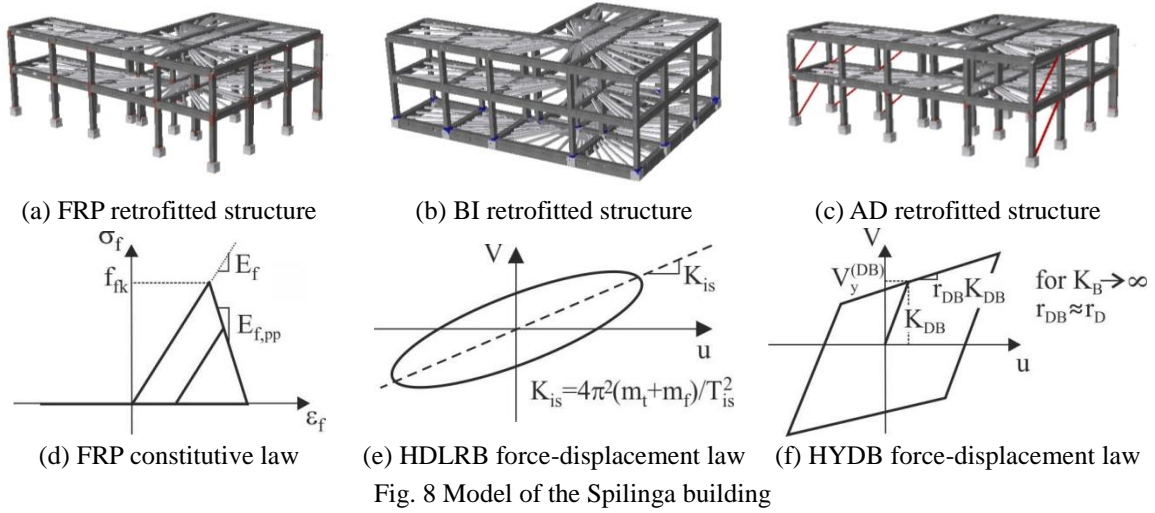 (a) FRP retrofitted structure (b) BI retrofitted structure (c) AD retrofitted structure
σf
ffk
Ef
Ef,pp
εf
V
Kis
u
Kis=4π²(mt+mf)/T²is
V
Vy(DB)
rDBKDB
KDB
u
for KB→∞
rDB≈rD
(d) FRP constitutive law (e) HDLRB force-displacement law (f) HYDB force-displacement law
Fig. 8 Model of the Spilinga building